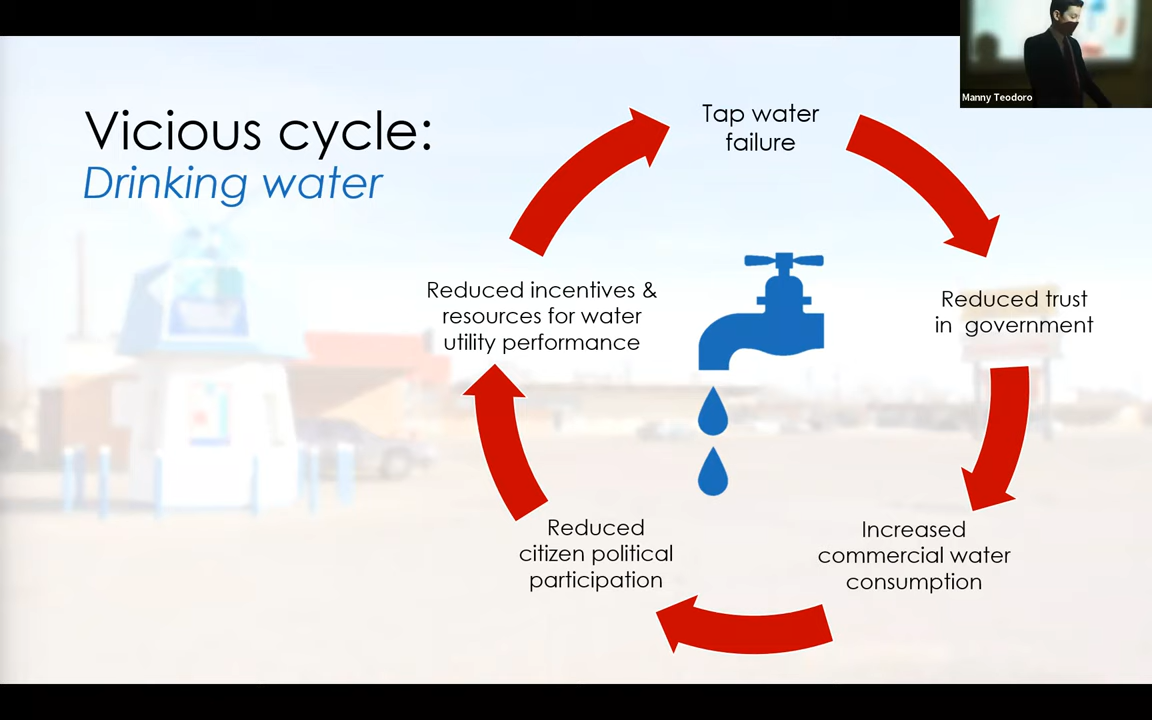 Manny Teodoro
Vicious cycle:
Drinking water
Tap water
failure
Reduced trust
in government
Increased
commercial water
consumption
Reduced
citizen political
participation
Reduced incentives &
resources for water
utility performance